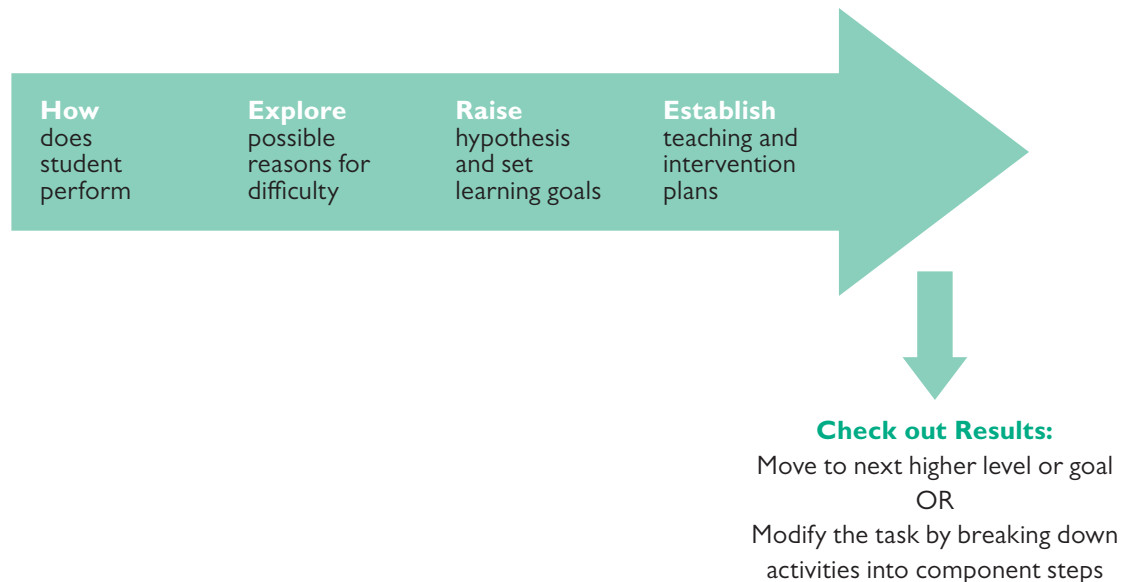 How
does
student
perform
Explore
possible
reasons for
difficulty
Raise
hypothesis
and set
learning goals
Establish
teaching and
intervention
plans
Check out Results:
Move to next higher level or goal
OR
Modify the task by breaking down
activities into component steps